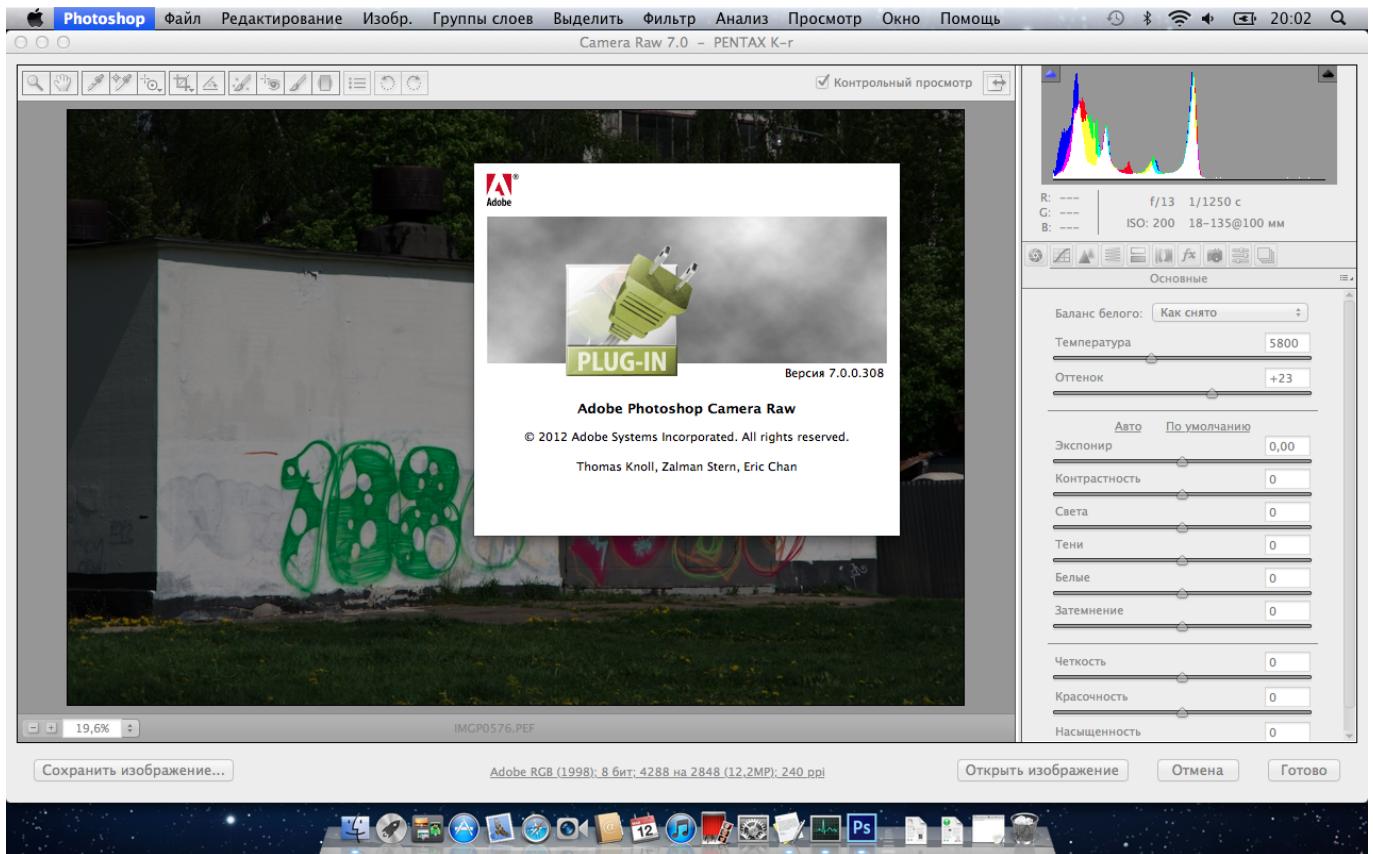 Photoshop Файл Редактирование Изобр. Группы слоев Выделить Фильтр Анализ Просмотр Окно Помощь 20:02
Camera Raw 7.0 – PENTAX K-r
Контрольный просмотр
Adobe
PLUG-IN
Версия 7.0.0.308
Adobe Photoshop Camera Raw
© 2012 Adobe Systems Incorporated. All rights reserved.
Thomas Knoll, Zalman Stern, Eric Chan
188
R: ---
G: ---
B: ---
f/13 1/1250 с
ISO: 200 18-135@100 мм
fx
Основные
Баланс белого: Как снято
Температура 5800
Оттенок +23
Авто По умолчанию
Экспонир 0,00
Контрастность 0
Света 0
Тени 0
Белые 0
Затемнение 0
Четкость 0
Красочность 0
Насыщенность 0
19,6% IMGP0576.PEF
Сохранить изображение... Adobe RGB (1998); 8 бит; 4288 на 2848 (12,2MP); 240 ppi Открыть изображение Отмена Готово
12
Ps